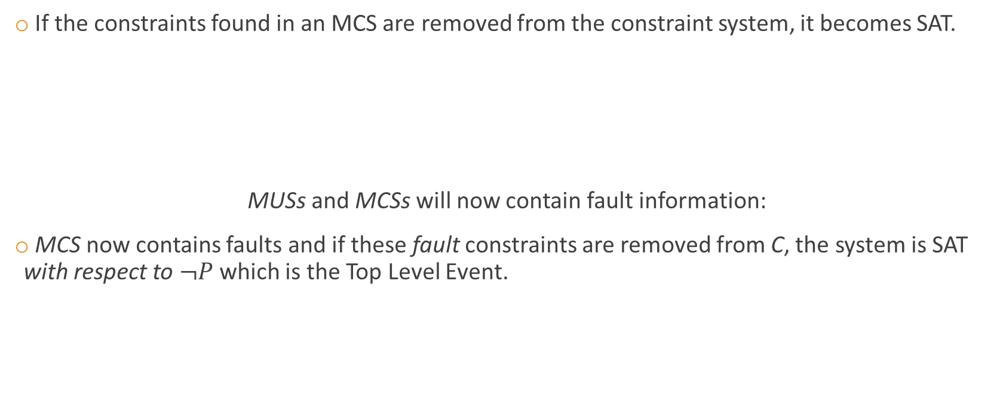 ○ If the constraints found in an MCS are removed from the constraint system, it becomes SAT.
MUSs and MCSs will now contain fault information:
○ MCS now contains faults and if these fault constraints are removed from C, the system is SAT
with respect to ¬P which is the Top Level Event.